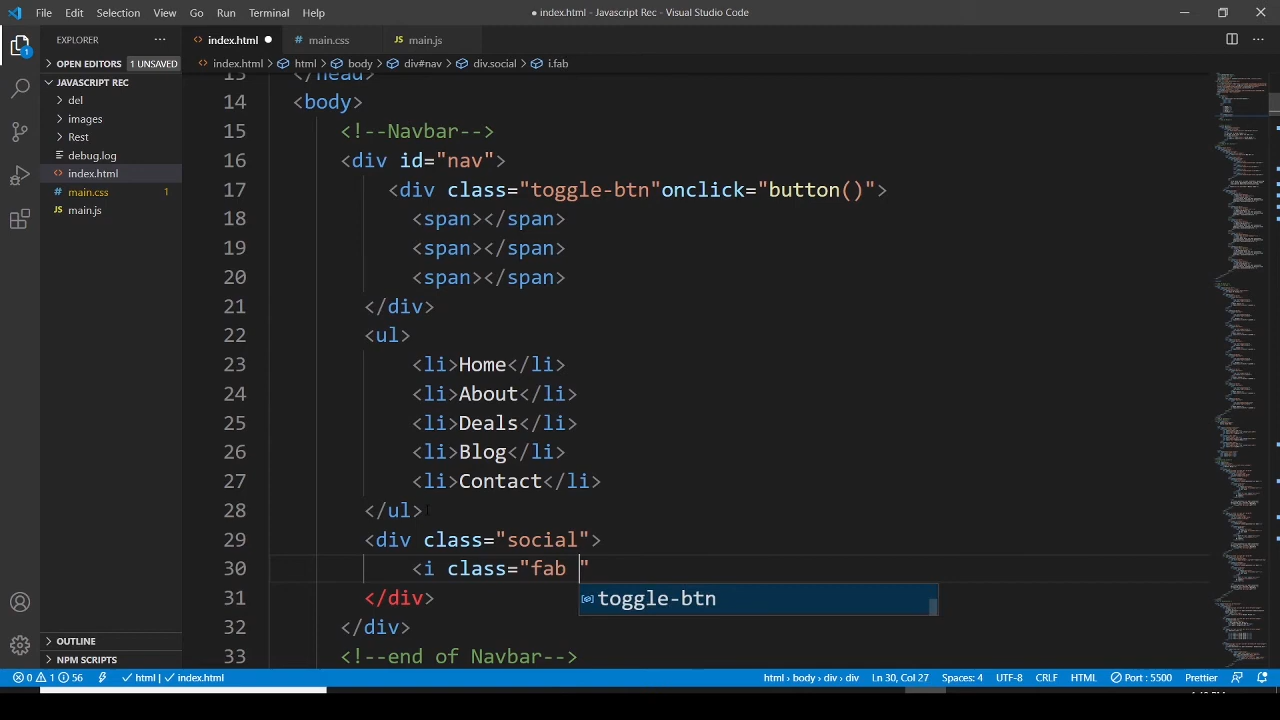 File Edit Selection View Go Run Terminal Help
● index.html - Javascript Rec - Visual Studio Code
EXPLORER
index.html
main.css
main.js
OPEN EDITORS 1 UNSAVED
index.html > html > body > div#nav > div.social > i.fab
JAVASCRIPT REC
del
images
Rest
debug.log
index.html
main.css 1
main.js
OUTLINE
NPM SCRIPTS
13 </head>
14 <body>
15 <!--Navbar-->
16 <div id="nav">
17 <div class="toggle-btn"onclick="button()">
18 <span></span>
19 <span></span>
20 <span></span>
21 </div>
22 <ul>
23 <li>Home</li>
24 <li>About</li>
25 <li>Deals</li>
26 <li>Blog</li>
27 <li>Contact</li>
28 </ul>
29 <div class="social">
30 <i class="fab "
toggle-btn
31 </div>
32 </div>
33 <!--end of Navbar-->
0 1 56 html index.html html > body > div > div Ln 30, Col 27 Spaces: 4 UTF-8 CRLF HTML Port : 5500 Prettier